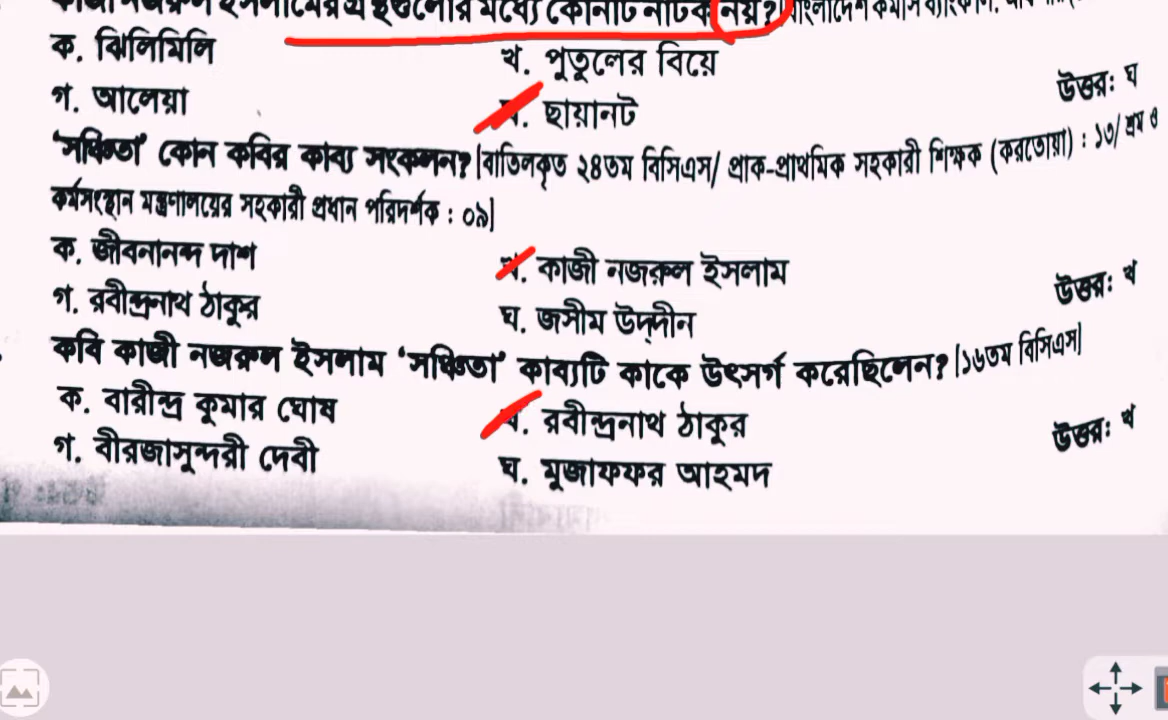 কাজী নজরুল ইসলামের গ্রন্থগুলোর মধ্যে কোনটি নাটক নয়?
ক. ঝিলিমিলি
খ. পুতুলের বিয়ে
গ. আলেয়া
ঘ. ছায়ানট
উত্তর: ঘ
'সঞ্চিতা' কোন কবির কাব্য সংকলন? [বাতিলকৃত ২৪তম বিসিএস/ প্রাক-প্রাথমিক সহকারী শিক্ষক (করতোয়া) : ১৩/ শ্রম ও
কর্মসংস্থান মন্ত্রণালয়ের সহকারী প্রধান পরিদর্শক : ০৯]
ক. জীবনানন্দ দাশ
খ. কাজী নজরুল ইসলাম
গ. রবীন্দ্রনাথ ঠাকুর
ঘ. জসীম উদ্দীন
উত্তর: খ
কবি কাজী নজরুল ইসলাম 'সঞ্চিতা' কাব্যটি কাকে উৎসর্গ করেছিলেন? [১৬তম বিসিএস]
ক. বারীন্দ্র কুমার ঘোষ
খ. রবীন্দ্রনাথ ঠাকুর
গ. বীরজাসুন্দরী দেবী
ঘ. মুজাফফর আহমদ
উত্তর: খ